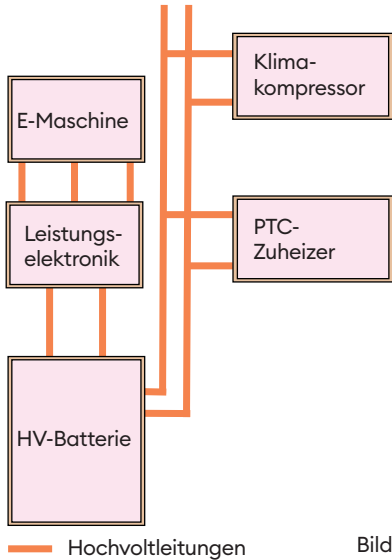 Klima-
kompressor
E-Maschine
Leistungs-
elektronik
PTC-
Zuheizer
HV-Batterie
Hochvoltleitungen
Bild